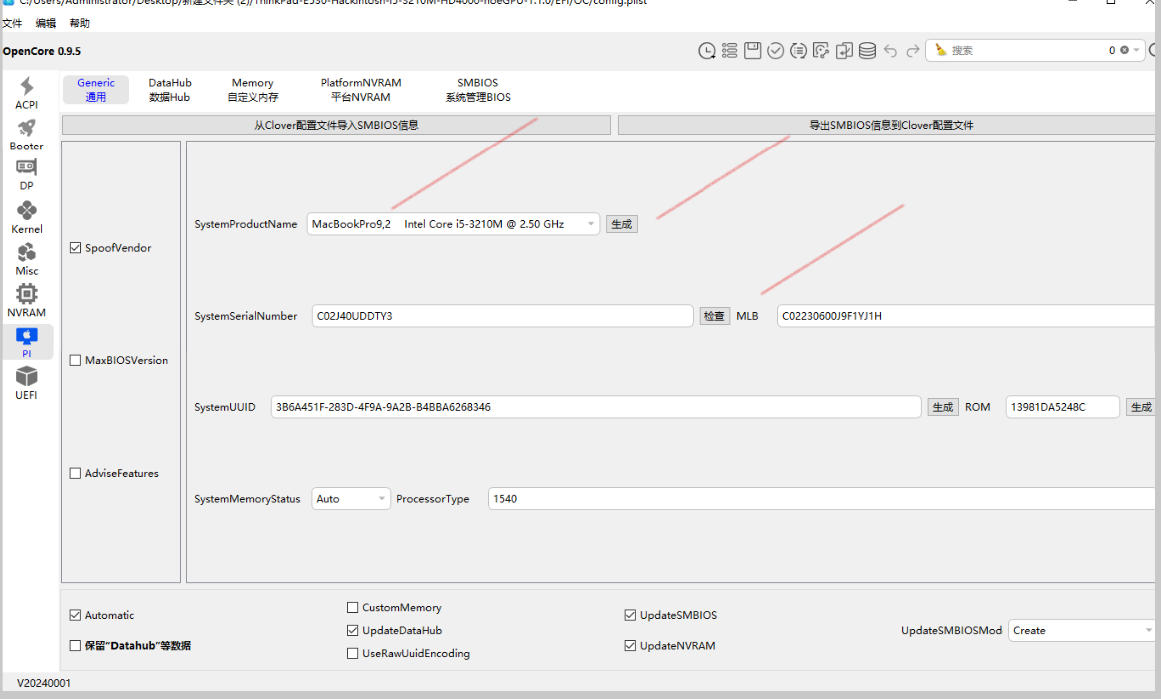 C:/Users/Administrator/Desktop/新建文件夹 (2)/ThinkPad-E530-Hackintosh-i5-3210M-HD4000-noeGPU-1.1.0/EFI/OC/config.plist
文件 编辑 帮助
OpenCore 0.9.5
搜索 0
ACPI
Booter
DP
Kernel
Misc
NVRAM
PI
UEFI
Generic
通用
DataHub
数据Hub
Memory
自定义内存
PlatformNVRAM
平台NVRAM
SMBIOS
系统管理BIOS
从Clover配置文件导入SMBIOS信息
导出SMBIOS信息到Clover配置文件
SpoofVendor
MaxBIOSVersion
AdviseFeatures
SystemProductName MacBookPro9,2 Intel Core i5-3210M @ 2.50 GHz 生成
SystemSerialNumber C02J40UDDTY3 检查 MLB C02230600J9F1YJ1H
SystemUUID 3B6A451F-283D-4F9A-9A2B-B4BBA6268346 生成 ROM 13981DA5248C 生成
SystemMemoryStatus Auto ProcessorType 1540
Automatic
保留"Datahub"等数据
CustomMemory
UpdateDataHub
UseRawUuidEncoding
UpdateSMBIOS
UpdateNVRAM
UpdateSMBIOSMod Create
V20240001